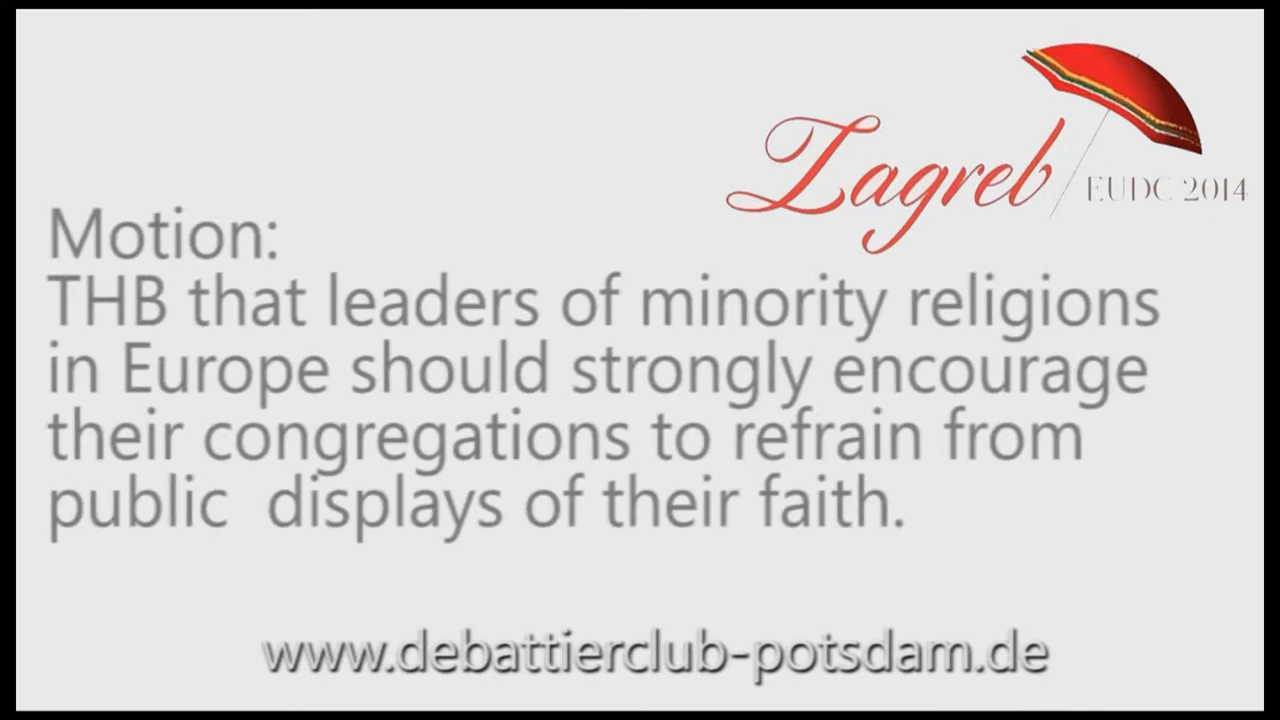 Zagreb
EUDC 2014
Motion:
THB that leaders of minority religions
in Europe should strongly encourage
their congregations to refrain from
public displays of their faith.
www.debattierclub-potsdam.de